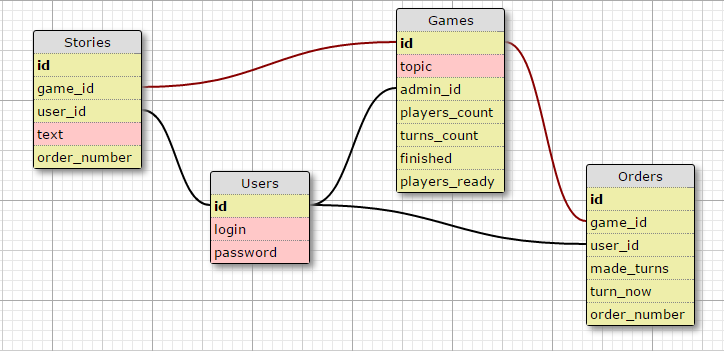 Stories
id
game_id
user_id
text
order_number
Users
id
login
password
Games
id
topic
admin_id
players_count
turns_count
finished
players_ready
Orders
id
game_id
user_id
made_turns
turn_now
order_number